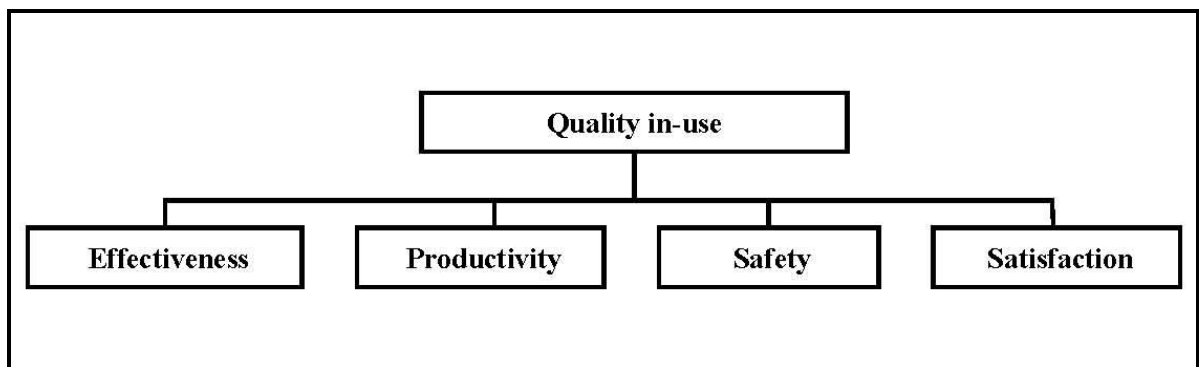 Quality in-use
Effectiveness
Productivity
Safety
Satisfaction